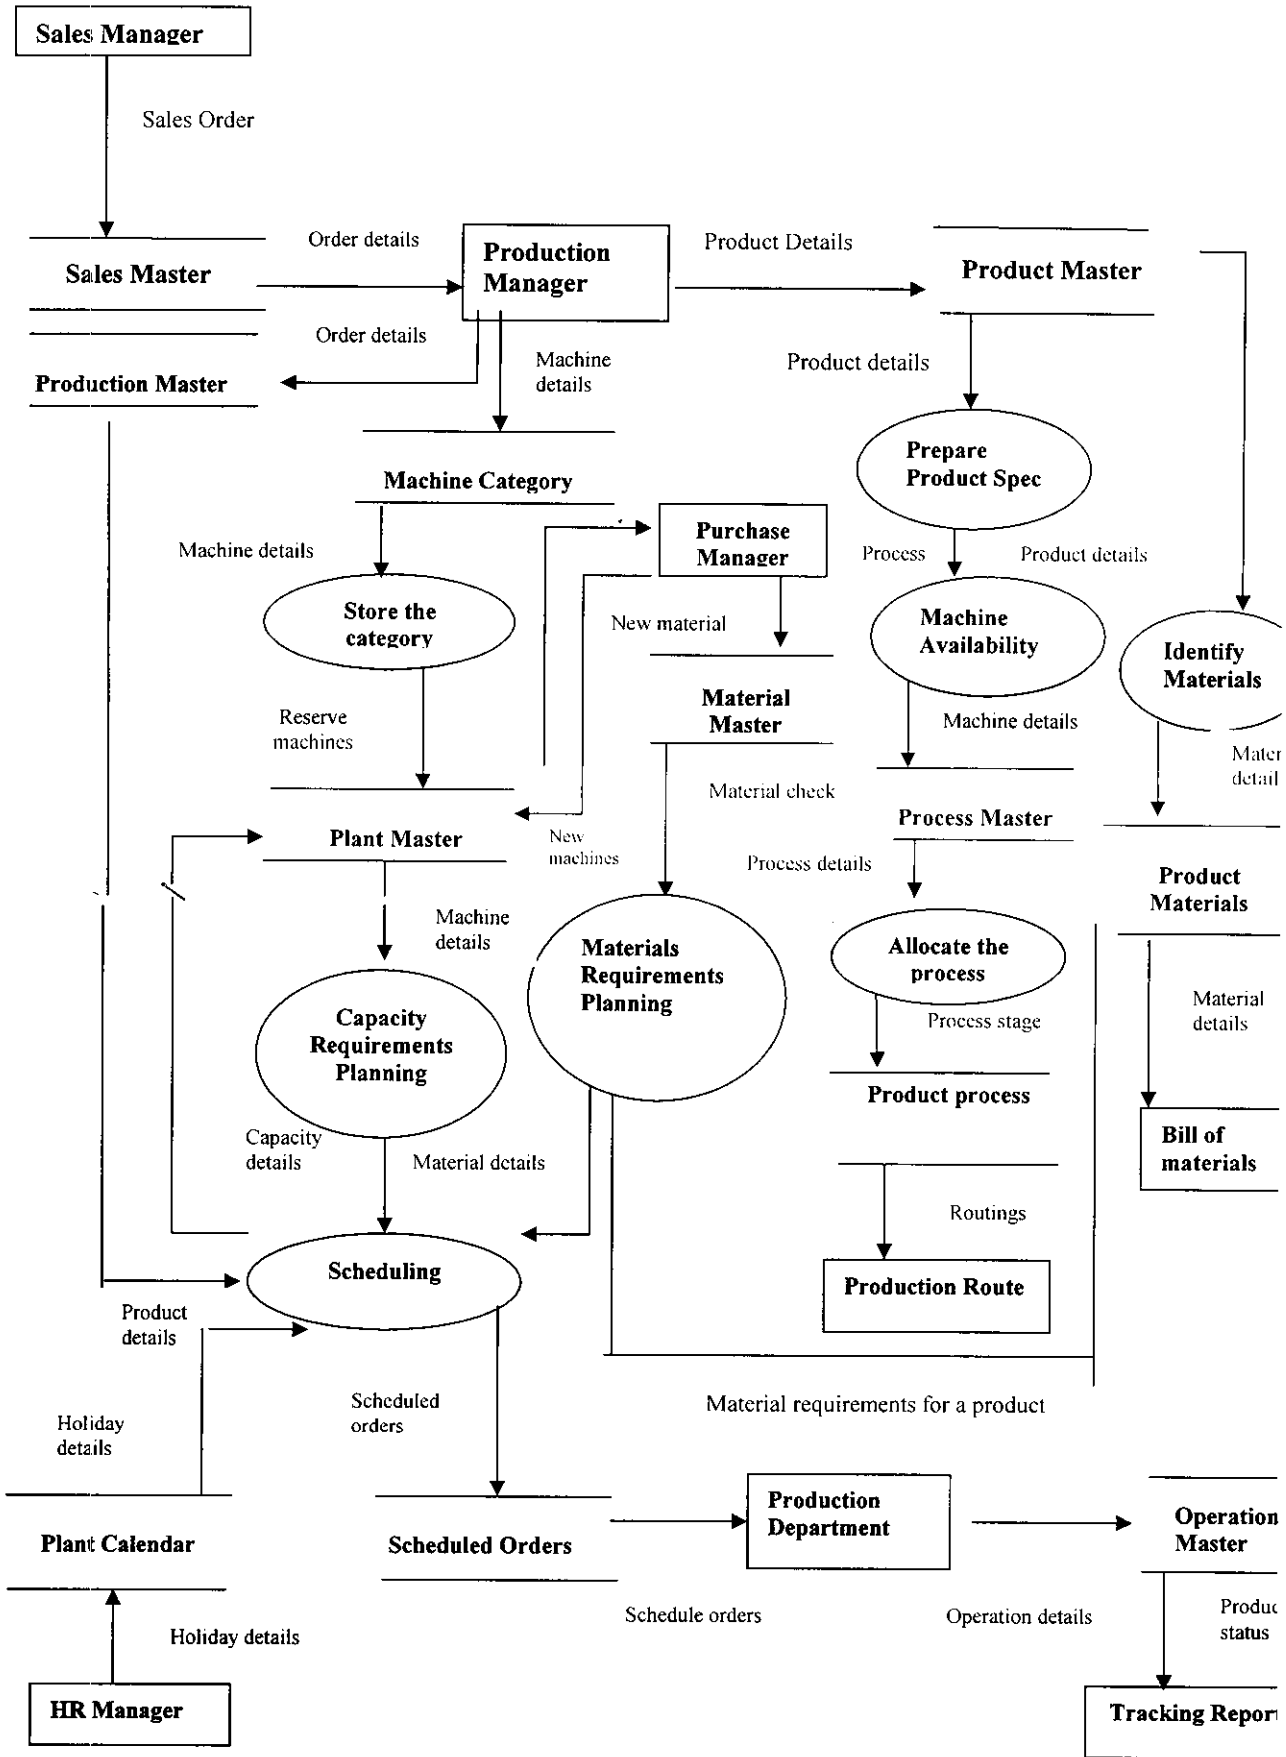 Sales Manager
Sales Order
Order details
Production
Manager
Product Details
Product Master
Sales Master
Order details
Machine
details
Product details
Production Master
Prepare
Product Spec
Machine Category
Purchase
Manager
Machine details
Process
Product details
Store the
category
New material
Machine
Availability
Identify
Materials
Material
Master
Reserve
machines
Machine details
Mater
detail
Material check
Plant Master
New
machines
Process Master
Process details
Product
Materials
Machine
details
Materials
Requirements
Planning
Allocate the
process
Material
details
Capacity
Requirements
Planning
Process stage
Product process
Capacity
details
Material details
Bill of
materials
Routings
Scheduling
Production Route
Product
details
Scheduled
orders
Material requirements for a product
Holiday
details
Production
Department
Operation
Master
Plant Calendar
Scheduled Orders
Schedule orders
Operation details
Produc
status
Holiday details
HR Manager
Tracking Repor